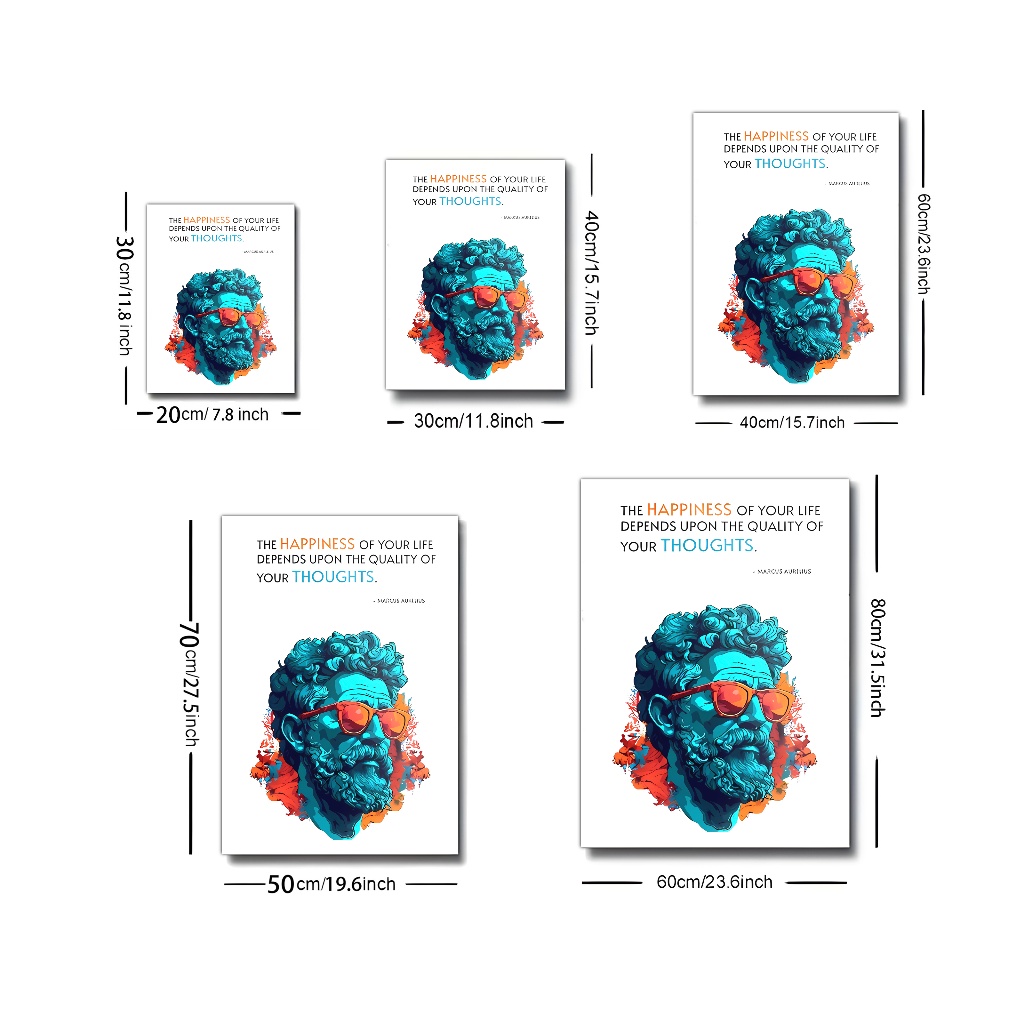 THE HAPPINESS OF YOUR LIFE
DEPENDS UPON THE QUALITY OF
YOUR THOUGHTS.
- MARCUS AURELIUS
30cm/11.8 inch
20cm/ 7.8 inch
THE HAPPINESS OF YOUR LIFE
DEPENDS UPON THE QUALITY OF
YOUR THOUGHTS.
- MARCUS AURELIUS
40cm/15.7inch
30cm/11.8inch
THE HAPPINESS OF YOUR LIFE
DEPENDS UPON THE QUALITY OF
YOUR THOUGHTS.
- MARCUS AURELIUS
60cm/23.6inch
40cm/15.7inch
THE HAPPINESS OF YOUR LIFE
DEPENDS UPON THE QUALITY OF
YOUR THOUGHTS.
- MARCUS AURELIUS
70cm/27.5inch
50cm/19.6inch
THE HAPPINESS OF YOUR LIFE
DEPENDS UPON THE QUALITY OF
YOUR THOUGHTS.
- MARCUS AURELIUS
80cm/31.5inch
60cm/23.6inch